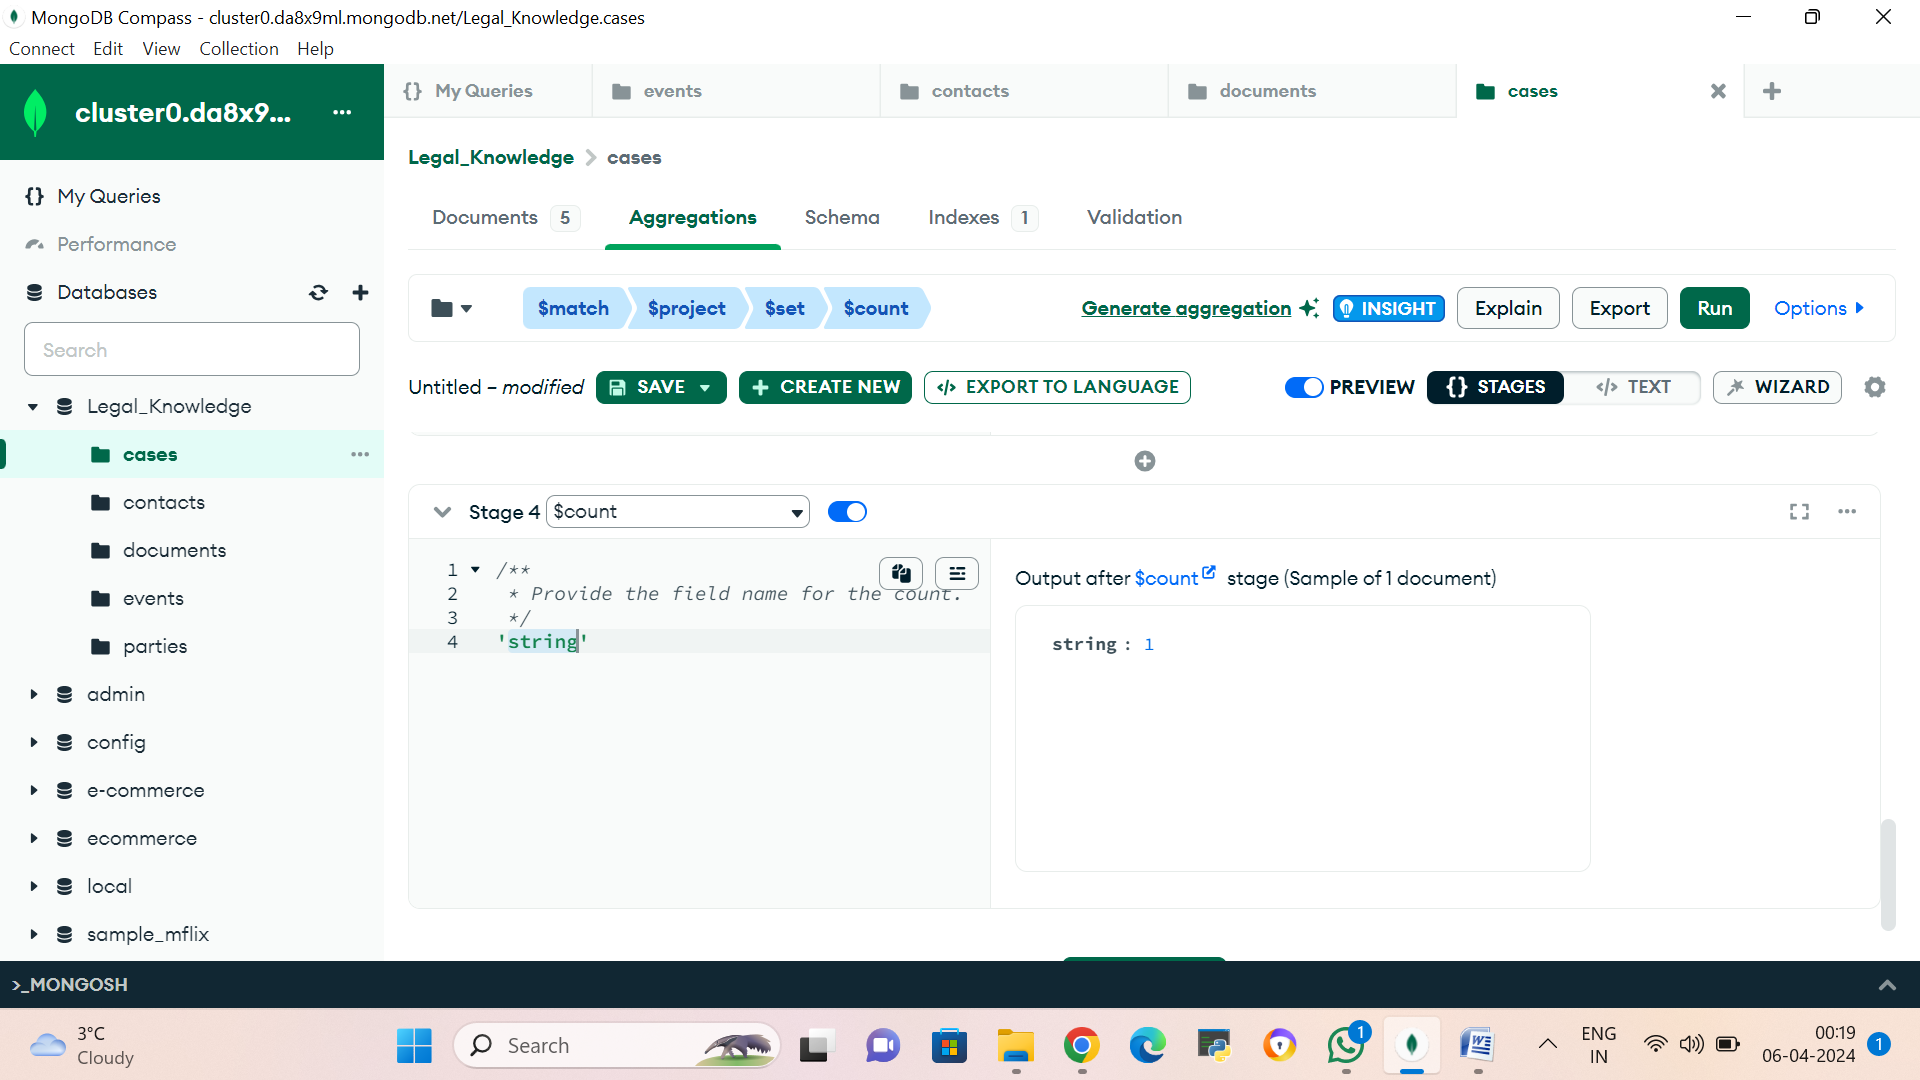 MongoDB Compass - cluster0.da8x9ml.mongodb.net/Legal_Knowledge.cases
Connect Edit View Collection Help
cluster0.da8x9... ...
{} My Queries
Performance
Databases
Search
Legal_Knowledge
cases
contacts
documents
events
parties
admin
config
e-commerce
ecommerce
local
sample_mflix
{} My Queries events contacts documents cases
Legal_Knowledge > cases
Documents 5 Aggregations Schema Indexes 1 Validation
$match $project $set $count Generate aggregation INSIGHT Explain Export Run Options
Untitled – modified SAVE + CREATE NEW </> EXPORT TO LANGUAGE PREVIEW {} STAGES </> TEXT WIZARD
Stage 4 $count
1 /**
2 * Provide the field name for the count.
3 */
4 'string'
Output after $count stage (Sample of 1 document)
string : 1
>_MONGOSH
3°C
Cloudy
Search
1
ENG
IN
00:19
06-04-2024
1